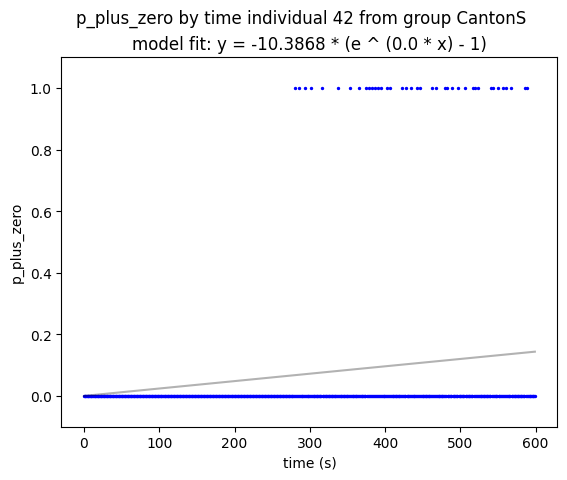 p_plus_zero by time individual 42 from group CantonS
model fit: y = -10.3868 * (e ^ (0.0 * x) - 1)
1.0
0.8
0.6
0.4
0.2
0.0
p_plus_zero
0 100 200 300 400 500 600
time (s)